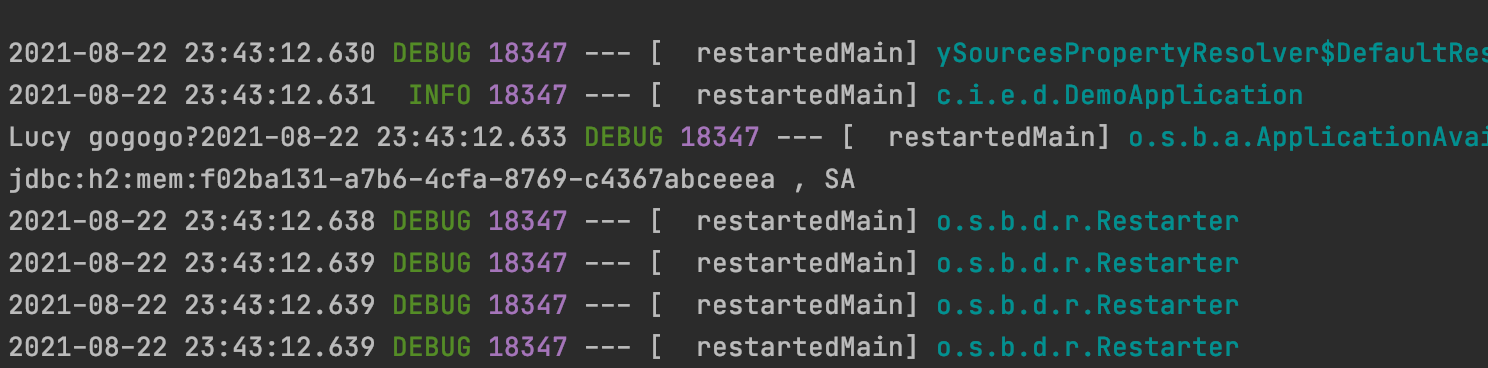 2021-08-22 23:43:12.630 DEBUG 18347 --- [  restartedMain] ySourcesPropertyResolver$DefaultRes
2021-08-22 23:43:12.631  INFO 18347 --- [  restartedMain] c.i.e.d.DemoApplication
Lucy gogogo?2021-08-22 23:43:12.633 DEBUG 18347 --- [  restartedMain] o.s.b.a.ApplicationAvai
jdbc:h2:mem:f02ba131-a7b6-4cfa-8769-c4367abceeea , SA
2021-08-22 23:43:12.638 DEBUG 18347 --- [  restartedMain] o.s.b.d.r.Restarter
2021-08-22 23:43:12.639 DEBUG 18347 --- [  restartedMain] o.s.b.d.r.Restarter
2021-08-22 23:43:12.639 DEBUG 18347 --- [  restartedMain] o.s.b.d.r.Restarter
2021-08-22 23:43:12.639 DEBUG 18347 --- [  restartedMain] o.s.b.d.r.Restarter